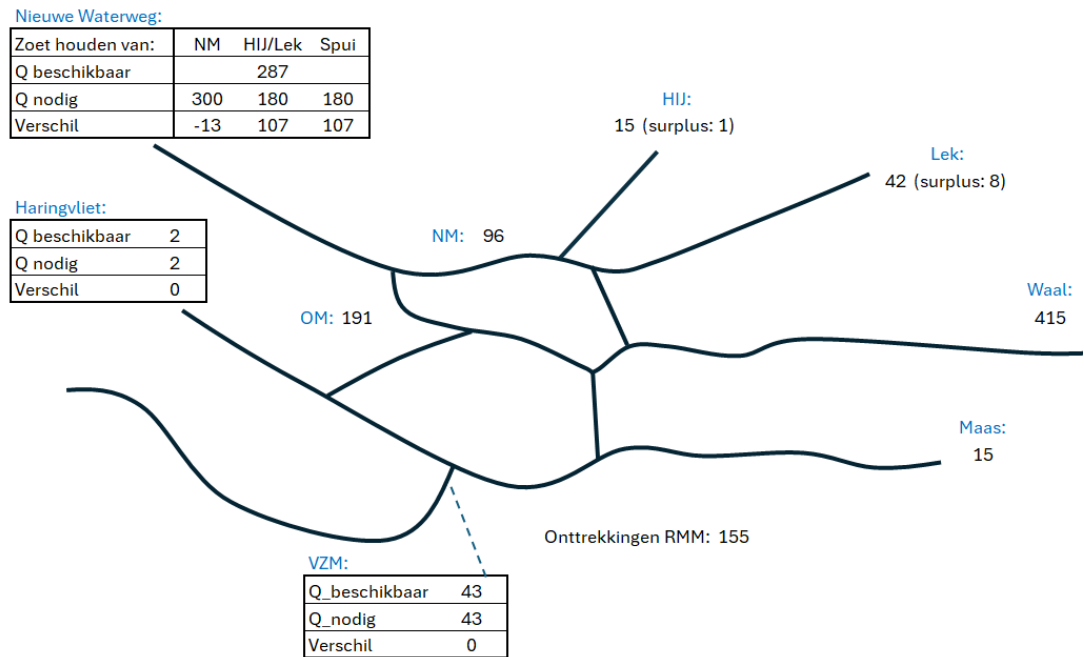 Nieuwe Waterweg:
Zoet houden van: NM HIJ/Lek Spui
Q beschikbaar 287
Q nodig 300 180 180
Verschil -13 107 107
HIJ:
15 (surplus: 1)
Lek:
42 (surplus: 8)
Haringvliet:
Q beschikbaar 2
Q nodig 2
Verschil 0
NM: 96
OM: 191
Waal:
415
Maas:
15
Onttrekkingen RMM: 155
VZM:
Q_beschikbaar 43
Q_nodig 43
Verschil 0